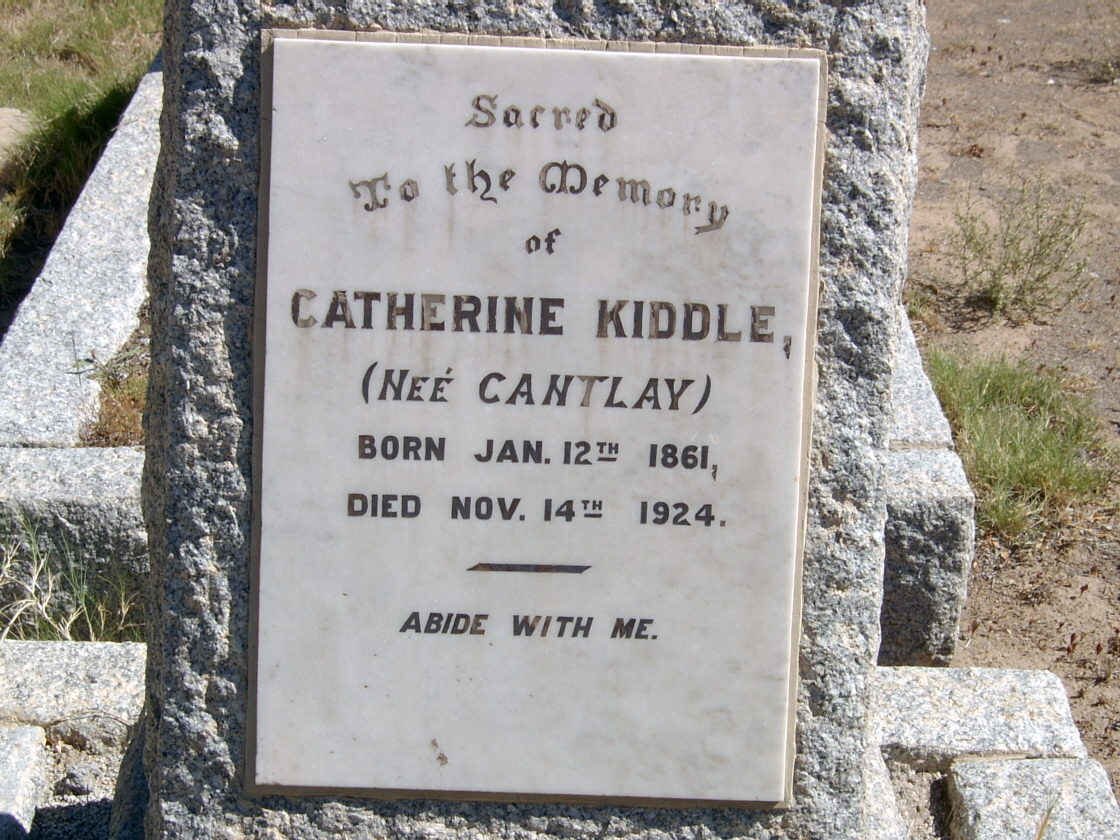 Sacred
To the Memory
of
CATHERINE KIDDLE,
(NEÉ CANTLAY)
BORN JAN. 12TH 1861,
DIED NOV. 14TH 1924.
ABIDE WITH ME.